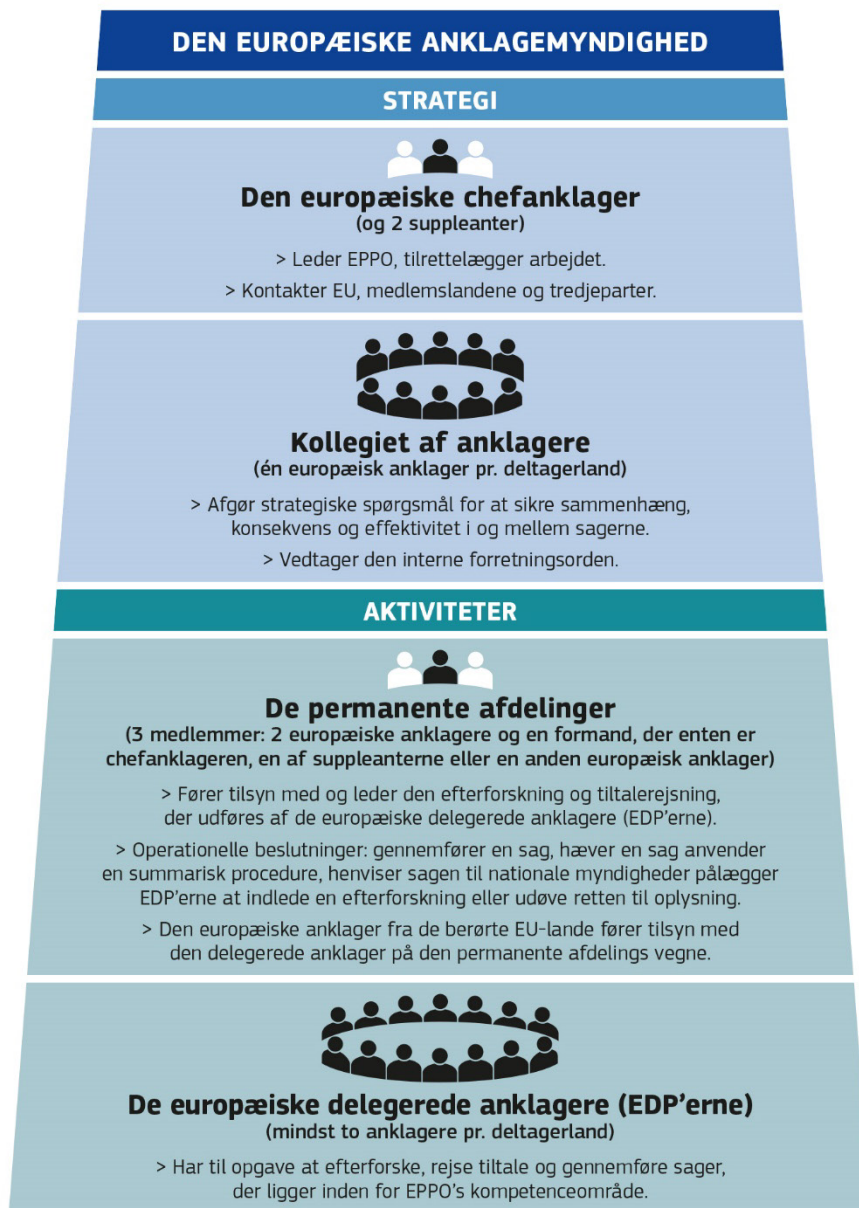 DEN EUROPÆISKE ANKLAGEMYNDIGHED
STRATEGI
Den europæiske chefanklager
(og 2 suppleanter)
> Leder EPPO, tilrettelægger arbejdet.
> Kontakter EU, medlemslandene og tredjeparter.
Kollegiet af anklagere
(én europæisk anklager pr. deltagerland)
> Afgør strategiske spørgsmål for at sikre sammenhæng,
konsekvens og effektivitet i og mellem sagerne.
> Vedtager den interne forretningsorden.
AKTIVITETER
De permanente afdelinger
(3 medlemmer: 2 europæiske anklagere og en formand, der enten er
chefanklageren, en af suppleanterne eller en anden europæisk anklager)
> Fører tilsyn med og leder den efterforskning og tiltalerejsning,
der udføres af de europæiske delegerede anklagere (EDP'erne).
> Operationelle beslutninger: gennemfører en sag, hæver en sag anvender
en summarisk procedure, henviser sagen til nationale myndigheder pålægger
EDP'erne at indlede en efterforskning eller udøve retten til oplysning.
> Den europæiske anklager fra de berørte EU-lande fører tilsyn med
den delegerede anklager på den permanente afdelings vegne.
De europæiske delegerede anklagere (EDP'erne)
(mindst to anklagere pr. deltagerland)
> Har til opgave at efterforske, rejse tiltale og gennemføre sager,
der ligger inden for EPPO's kompetenceområde.